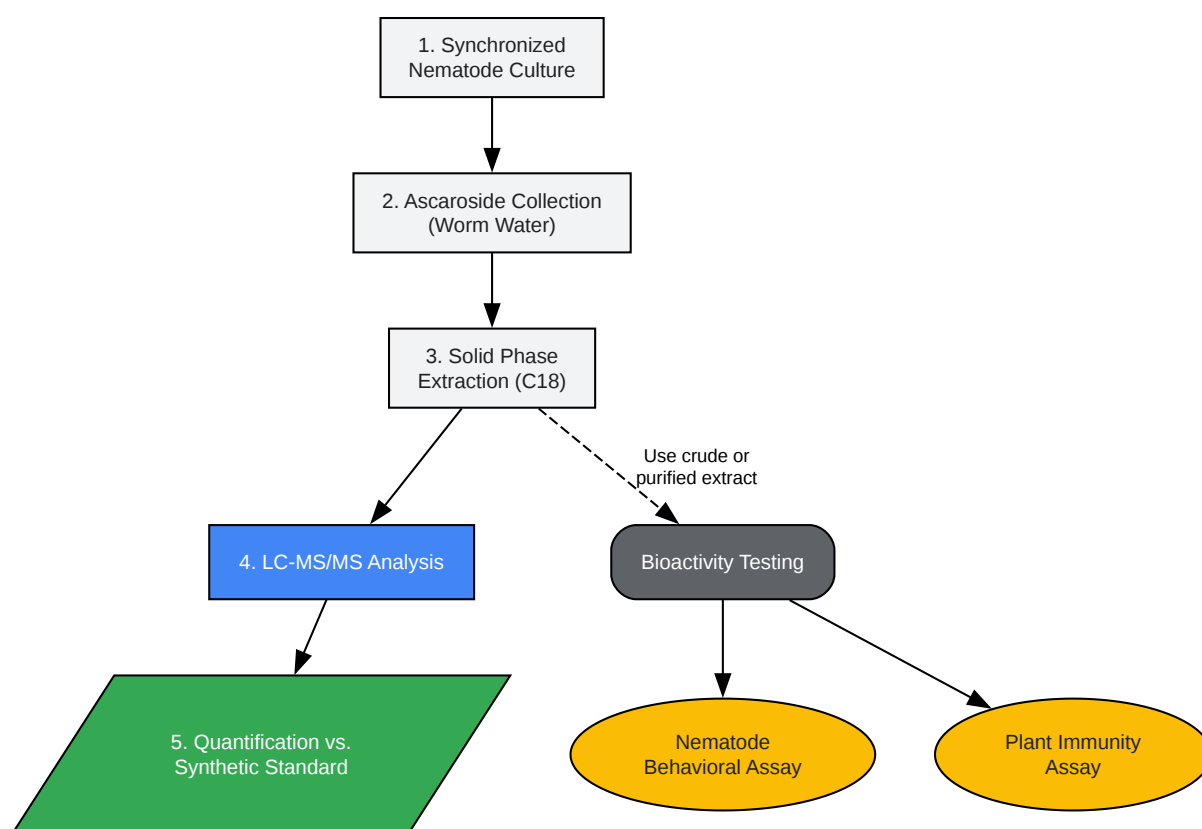 1. Synchronized
Nematode Culture
2. Ascaroside Collection
(Worm Water)
3. Solid Phase
Extraction (C18)
Use crude or
purified extract
4. LC-MS/MS Analysis
Bioactivity Testing
5. Quantification vs.
Synthetic Standard
Nematode
Behavioral Assay
Plant Immunity
Assay